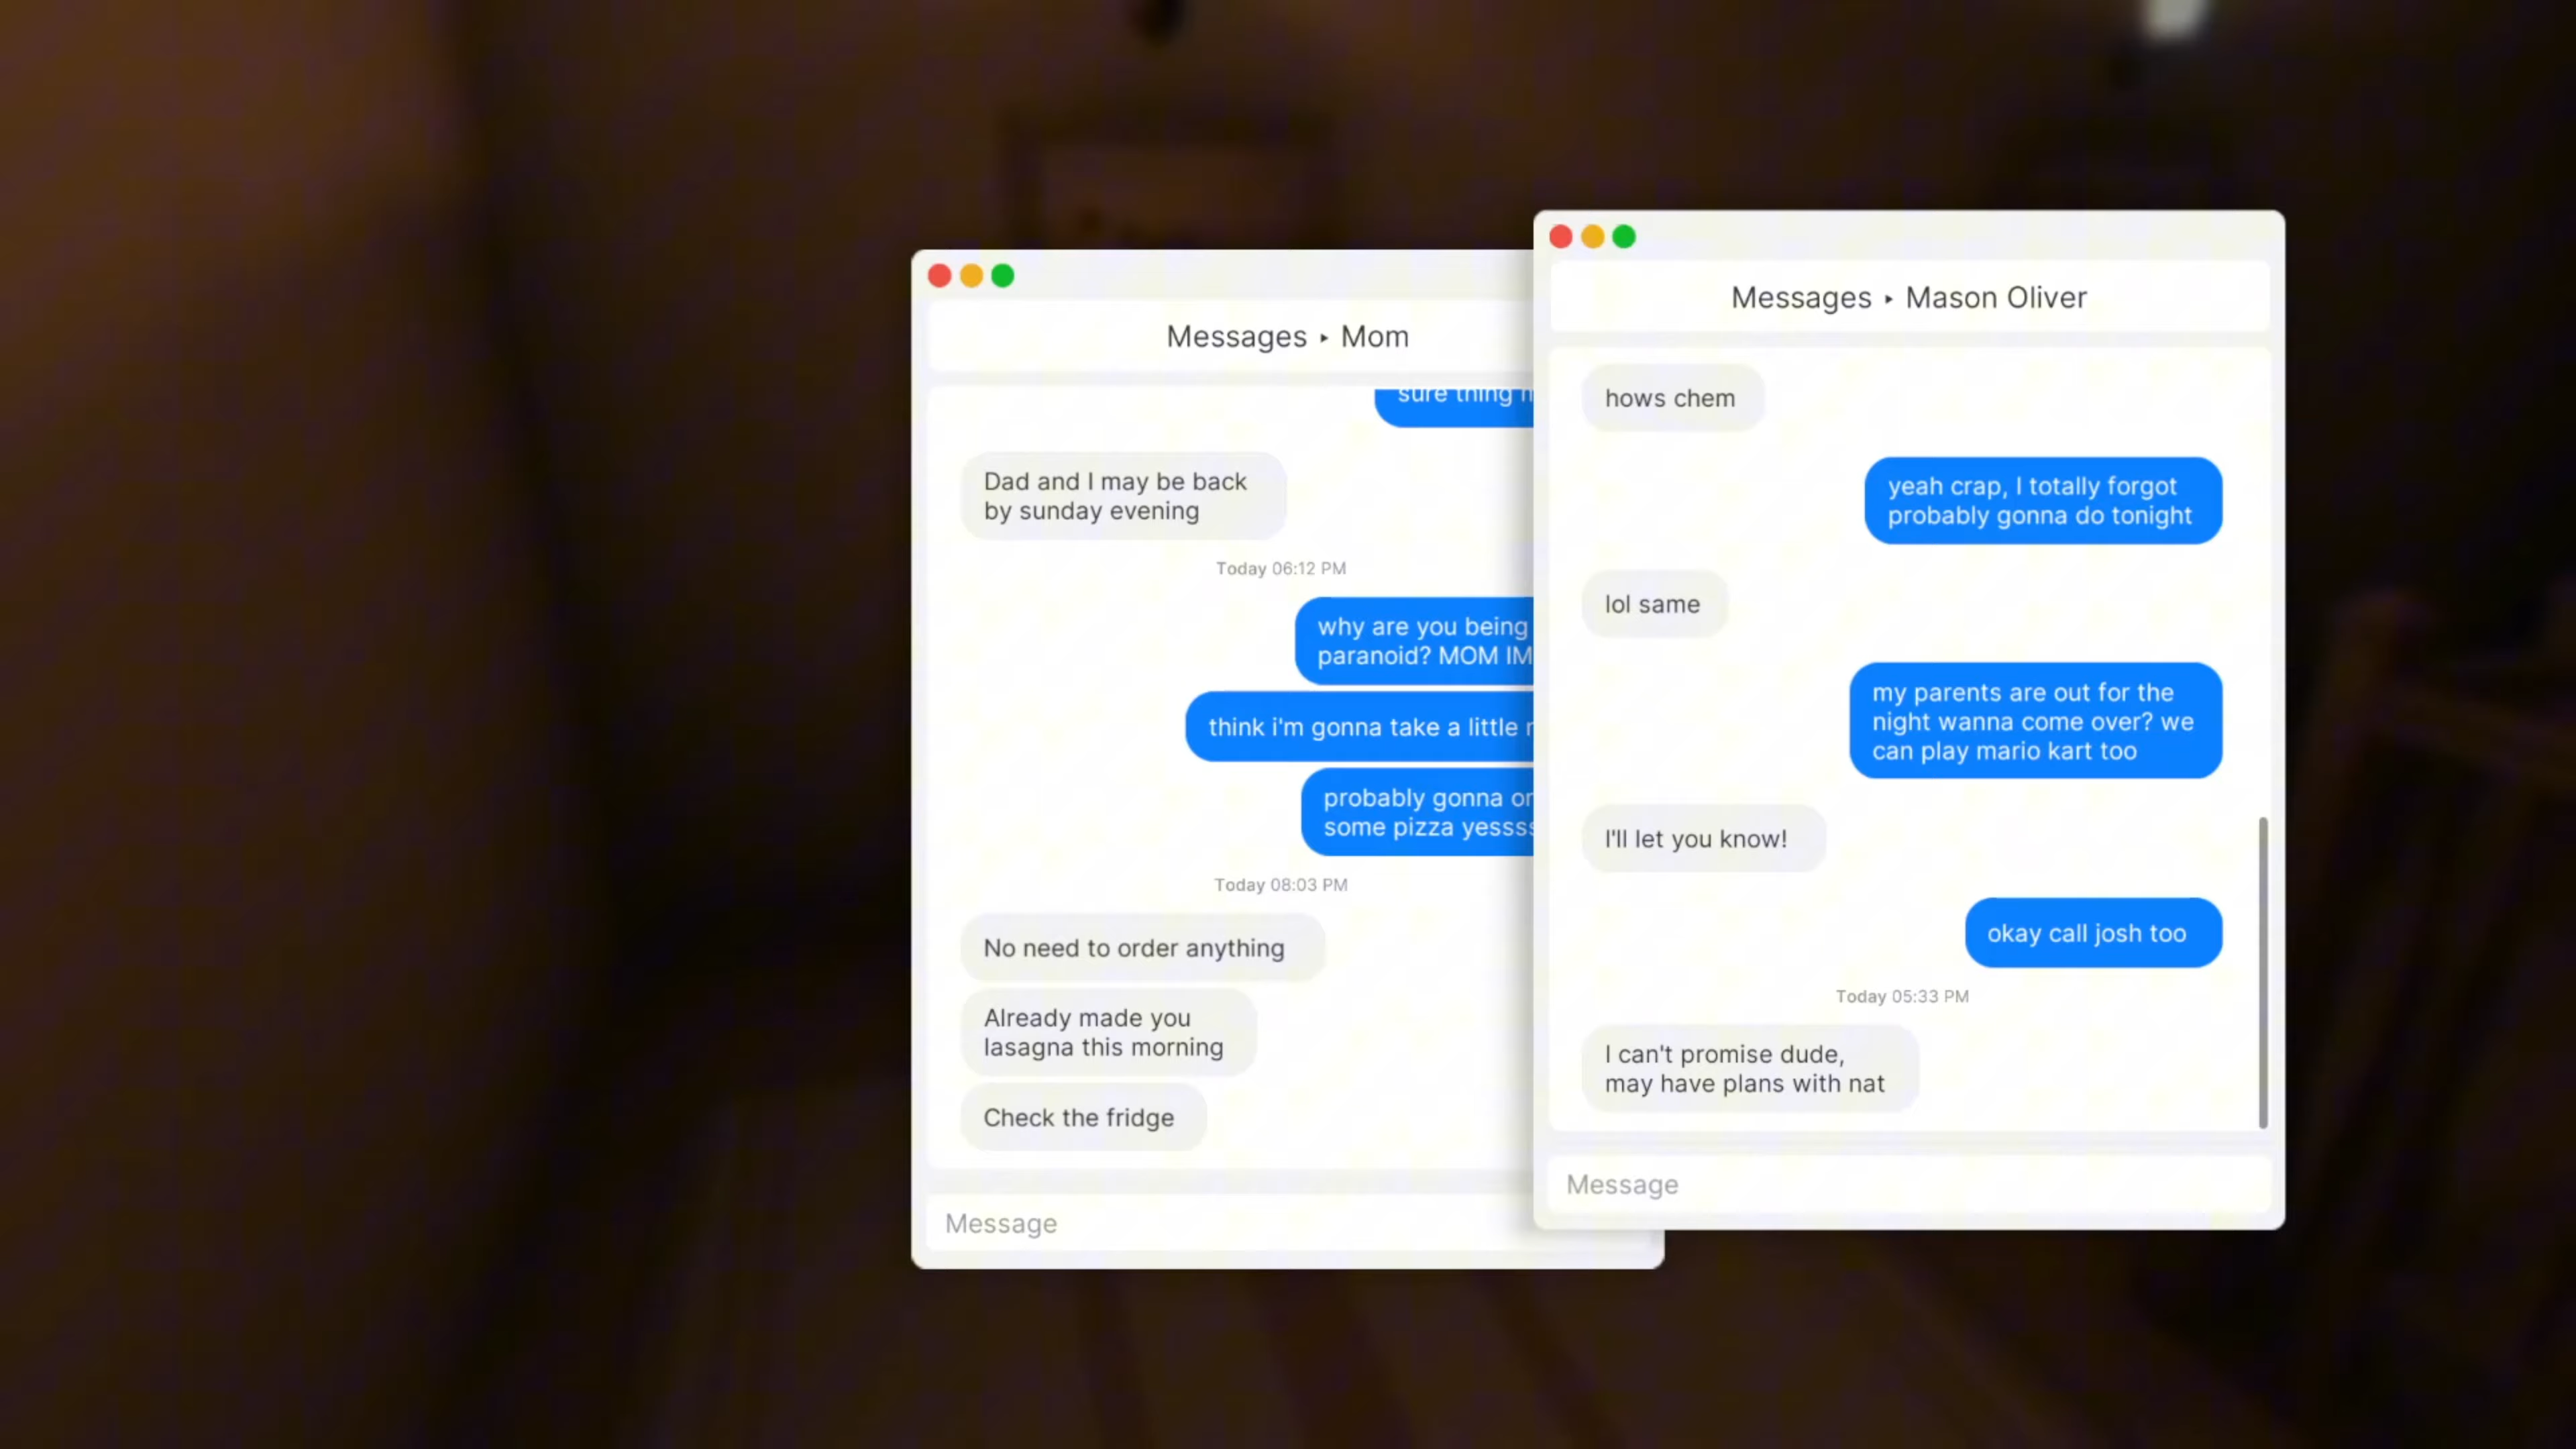 Messages ▸ Mom
sure thing
Dad and I may be back
by sunday evening
Today 06:12 PM
why are you being
paranoid? MOM IM
think i'm gonna take a little
probably gonna
some pizza yessss
Today 08:03 PM
No need to order anything
Already made you
lasagna this morning
Check the fridge
Message
Messages ▸ Mason Oliver
hows chem
yeah crap, I totally forgot
probably gonna do tonight
lol same
my parents are out for the
night wanna come over? we
can play mario kart too
I'll let you know!
okay call josh too
Today 05:33 PM
I can't promise dude,
may have plans with nat
Message